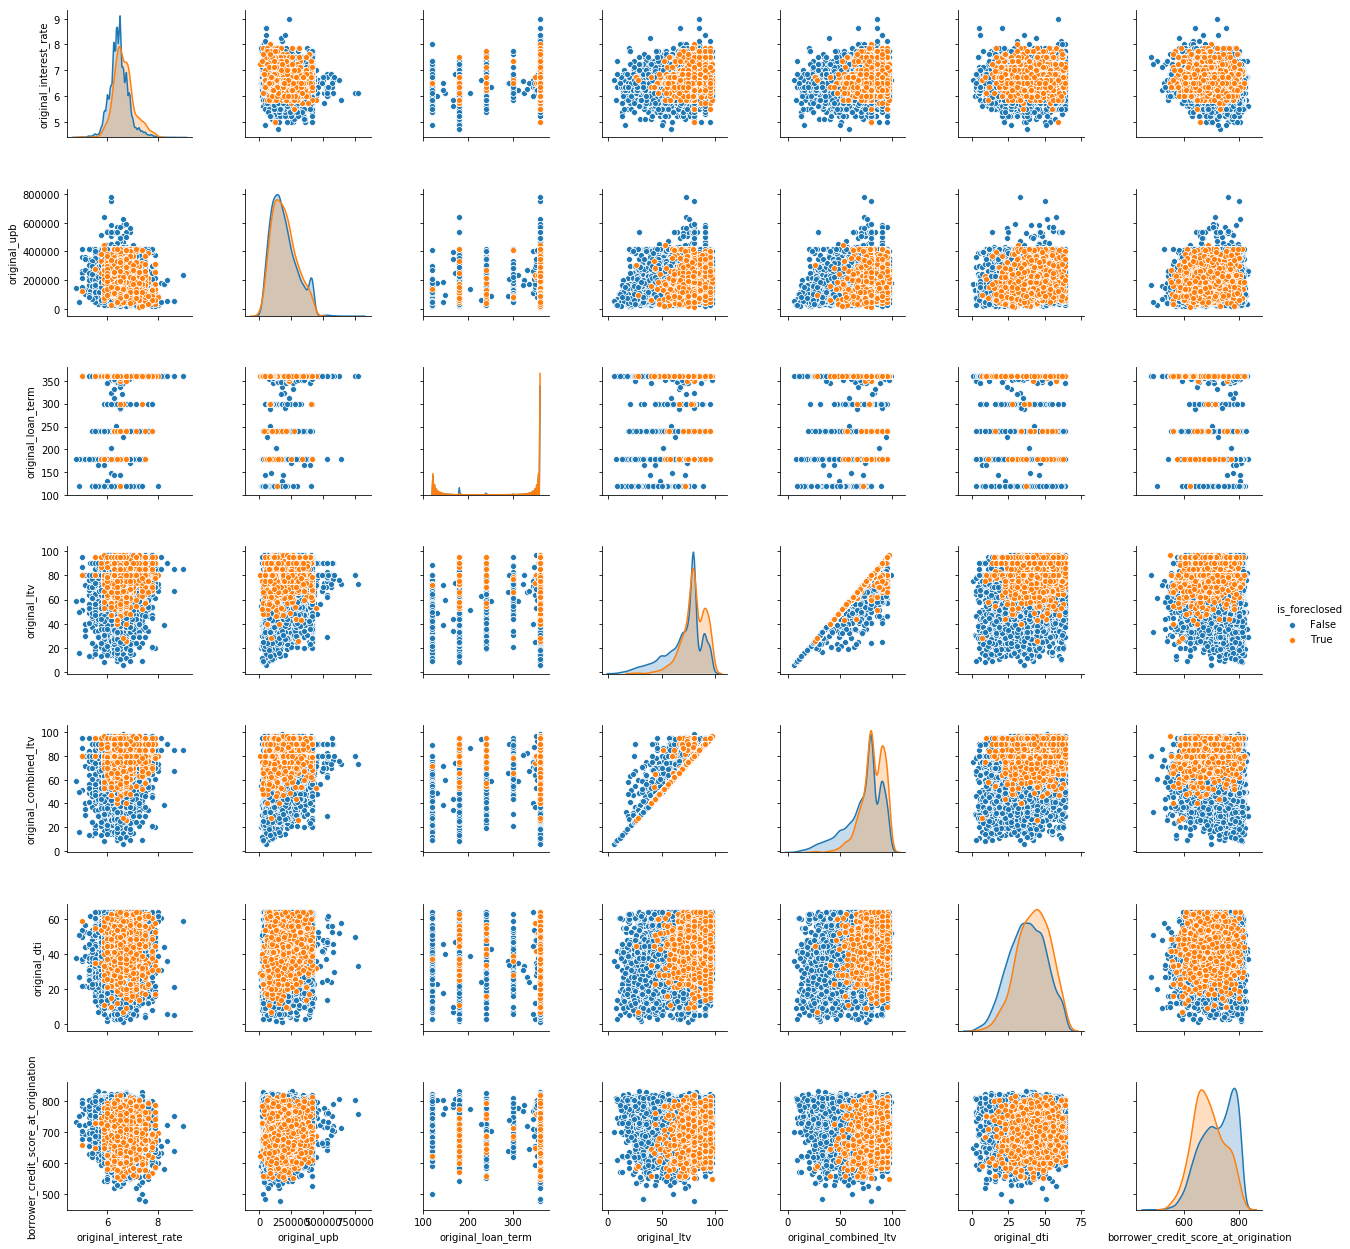 original_interest_rate
9
8
7
6
5
original_upb
800000
600000
400000
200000
0
original_loan_term
350
300
250
200
150
100
original_ltv
100
80
60
40
20
0
is_foreclosed
False
True
original_combined_ltv
100
80
60
40
20
0
original_dti
60
40
20
0
borrower_credit_score_at_origination
800
700
600
500
6 8
0 250000 500000 750000
100 200 300
0 50 100
0 50 100
0 25 50 75
600 800
original_interest_rate original_upb original_loan_term original_ltv original_combined_ltv original_dti borrower_credit_score_at_origination